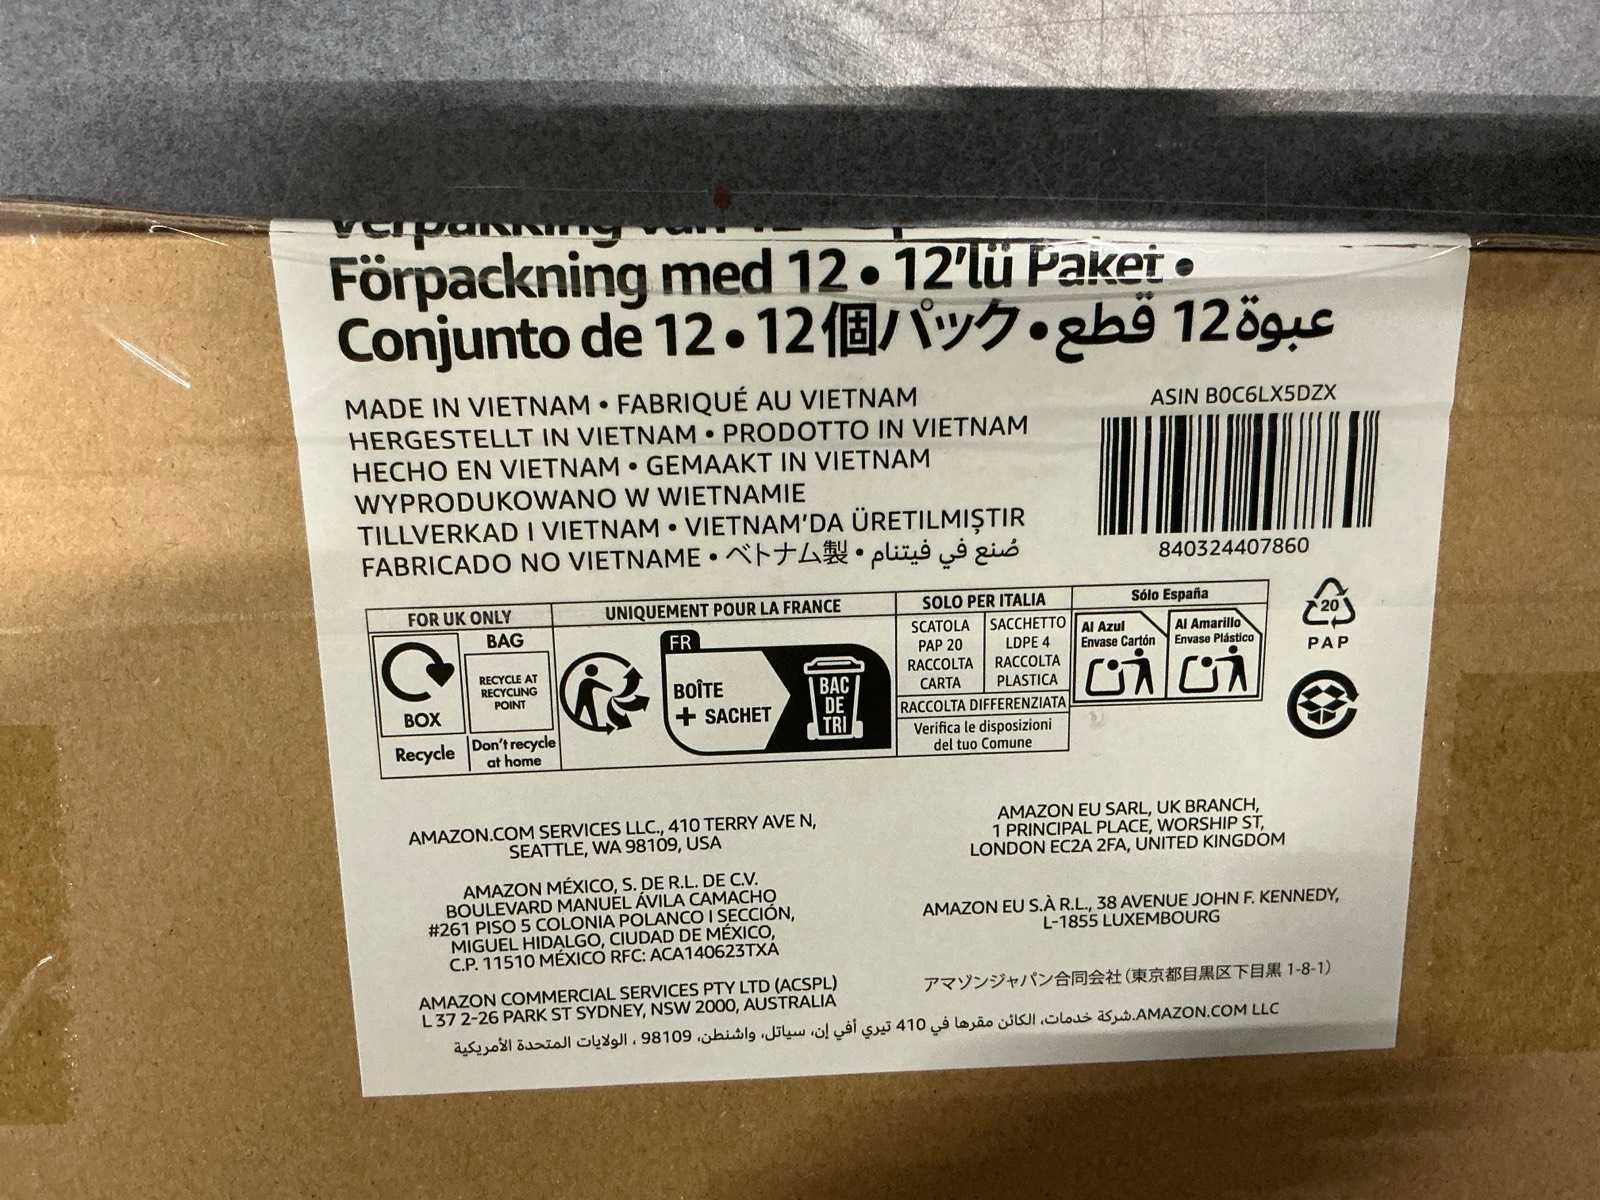 Verpakking van 12
Förpackning med 12 • 12'lü Paket •
Conjunto de 12 • 12個パック • عبوة 12 قطع
MADE IN VIETNAM • FABRIQUÉ AU VIETNAM
HERGESTELLT IN VIETNAM • PRODOTTO IN VIETNAM
HECHO EN VIETNAM • GEMAAKT IN VIETNAM
WYPRODUKOWANO W WIETNAMIE
TILLVERKAD I VIETNAM • VIETNAM'DA ÜRETILMIŞTIR
FABRICADO NO VIETNAME • ベトナム製 • صُنع في فيتنام
ASIN B0C6LX5DZX
840324407860
FOR UK ONLY
BOX
Recycle
BAG
RECYCLE AT
RECYCLING
POINT
Don't recycle
at home
UNIQUEMENT POUR LA FRANCE
FR
BOÎTE
+ SACHET
BAC
DE
TRI
SOLO PER ITALIA
SCATOLA
PAP 20
RACCOLTA
CARTA
SACCHETTO
LDPE 4
RACCOLTA
PLASTICA
RACCOLTA DIFFERENZIATA
Verifica le disposizioni
del tuo Comune
Sólo España
Al Azul
Envase Cartón
Al Amarillo
Envase Plástico
20
PAP
AMAZON.COM SERVICES LLC., 410 TERRY AVE N,
SEATTLE, WA 98109, USA
AMAZON MÉXICO, S. DE R.L. DE C.V.
BOULEVARD MANUEL ÁVILA CAMACHO
#261 PISO 5 COLONIA POLANCO I SECCIÓN,
MIGUEL HIDALGO, CIUDAD DE MÉXICO,
C.P. 11510 MÉXICO RFC: ACA140623TXA
AMAZON COMMERCIAL SERVICES PTY LTD (ACSPL)
L 37 2-26 PARK ST SYDNEY, NSW 2000, AUSTRALIA
AMAZON EU SARL, UK BRANCH,
1 PRINCIPAL PLACE, WORSHIP ST,
LONDON EC2A 2FA, UNITED KINGDOM
AMAZON EU S.À R.L., 38 AVENUE JOHN F. KENNEDY,
L-1855 LUXEMBOURG
アマゾンジャパン合同会社（東京都目黒区下目黒 1-8-1）
AMAZON.COM LLC.شركة خدمات، الكائن مقرها في 410 تيري أفي إن، سياتل، واشنطن، 98109 ، الولايات المتحدة الأمريكية